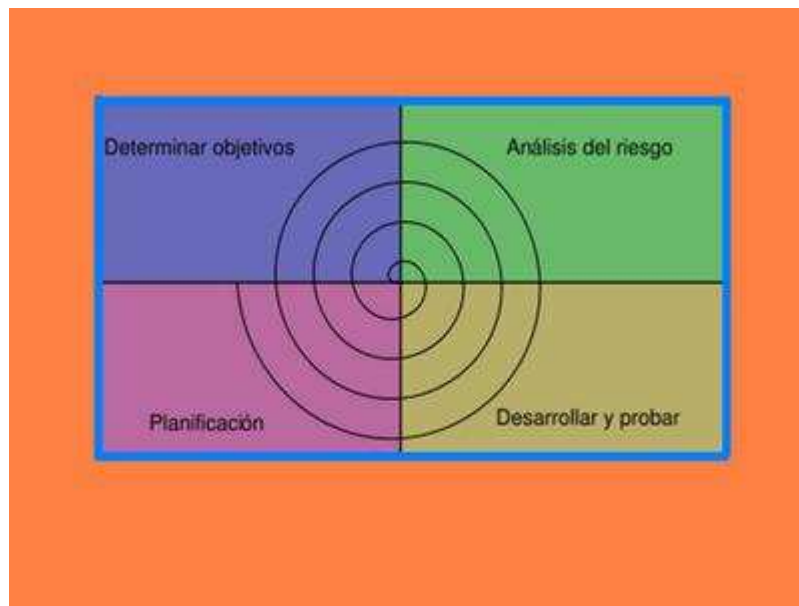 Determinar objetivos
Análisis del riesgo
Planificación
Desarrollar y probar